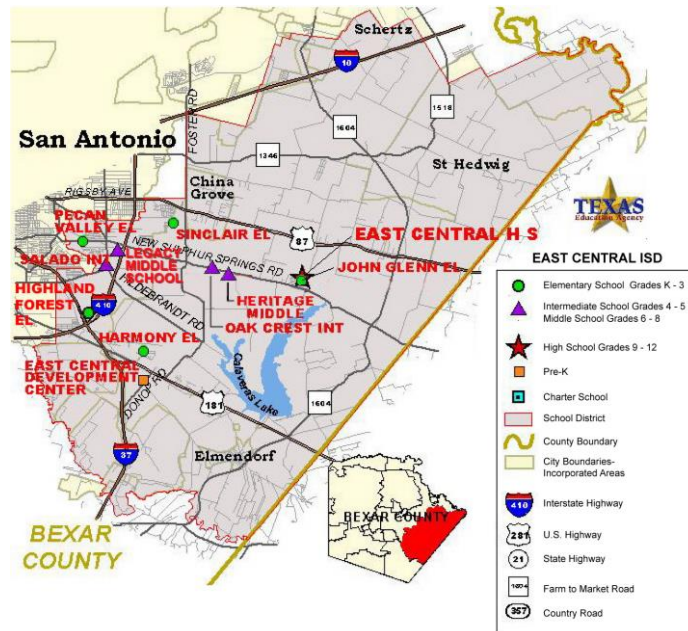 Schertz
10
FOSTER RD
1604
1518
San Antonio
1346
St Hedwig
RIGSBY AVE
China
Grove
TEXAS
Education Agency
PECAN
VALLEY EL
SINCLAIR EL
87
EAST CENTRAL H S
NEW SULPHUR SPRINGS RD
SALADO INT
LEGACY
MIDDLE
SCHOOL
JOHN GLENN EL
HIGHLAND
FOREST
EL
410
HILDEBRANDT RD
HERITAGE
MIDDLE
OAK CREST INT
HARMONY EL
EAST CENTRAL
DEVELOPMENT
CENTER
DONOP RD
181
Calaveras Lake
1604
37
Elmendorf
BEXAR
COUNTY
BEXAR COUNTY
EAST CENTRAL ISD
Elementary School Grades K - 3
Intermediate School Grades 4 - 5
Middle School Grades 6 - 8
High School Grades 9 - 12
Pre-K
Charter School
School District
County Boundary
City Boundaries-
Incorporated Areas
410 Interstate Highway
281 U.S. Highway
21 State Highway
1604 Farm to Market Road
357 Country Road